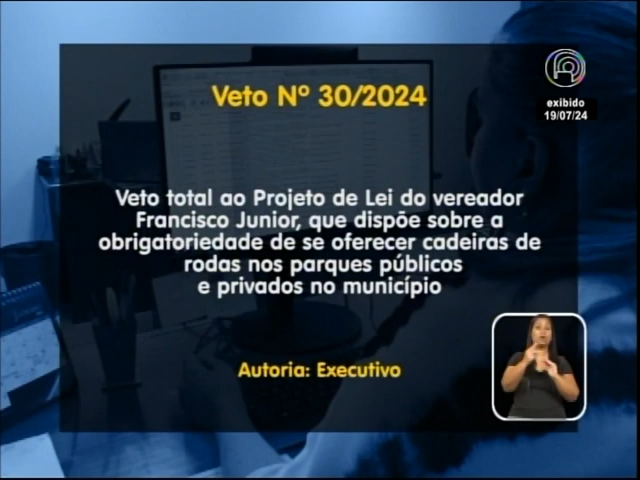 Veto Nº 30/2024
exibido
19/07/24
Veto total ao Projeto de Lei do vereador
Francisco Junior, que dispõe sobre a
obrigatoriedade de se oferecer cadeiras de
rodas nos parques públicos
e privados no município
Autoria: Executivo